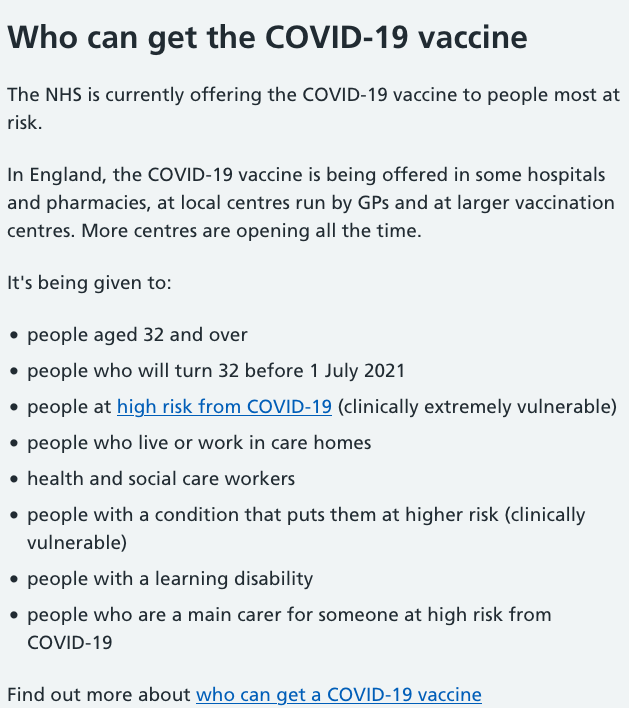 Who can get the COVID-19 vaccine
The NHS is currently offering the COVID-19 vaccine to people most at
risk.
In England, the COVID-19 vaccine is being offered in some hospitals
and pharmacies, at local centres run by GPs and at larger vaccination
centres. More centres are opening all the time.
It's being given to:
• people aged 32 and over
• people who will turn 32 before 1 July 2021
• people at high risk from COVID-19 (clinically extremely vulnerable)
• people who live or work in care homes
• health and social care workers
• people with a condition that puts them at higher risk (clinically
vulnerable)
• people with a learning disability
• people who are a main carer for someone at high risk from
COVID-19
Find out more about who can get a COVID-19 vaccine